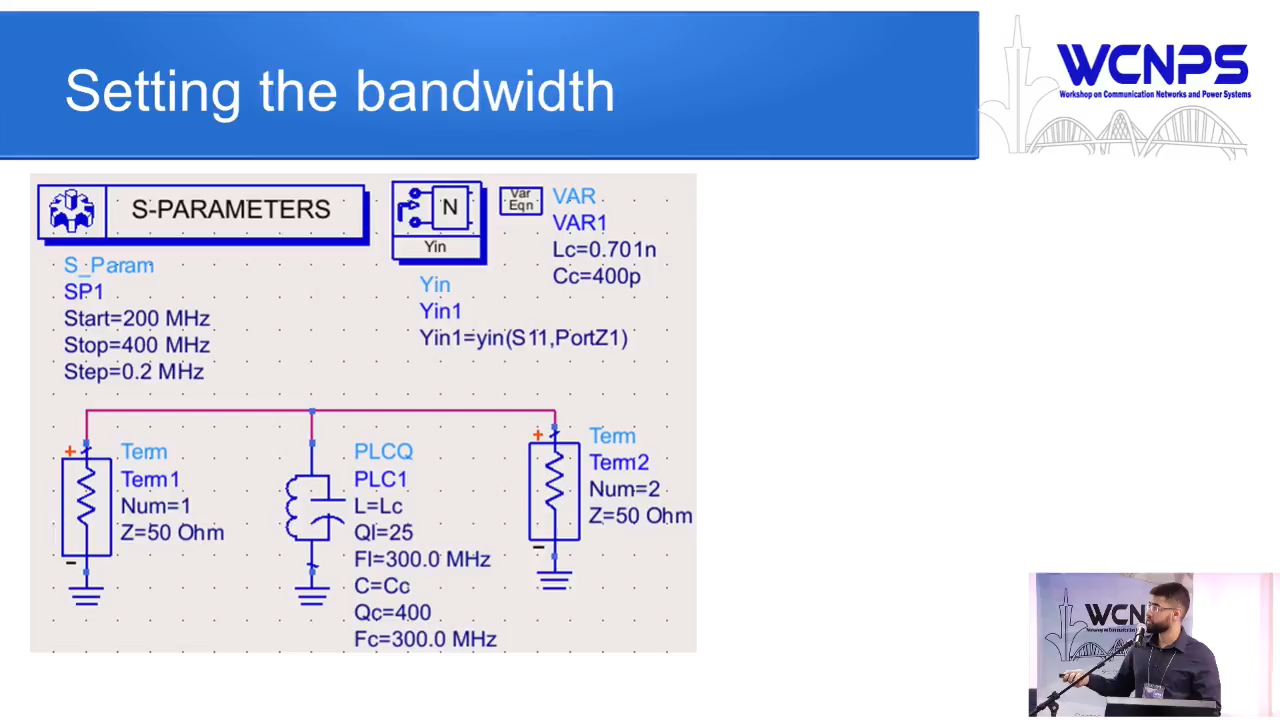 Setting the bandwidth
WCNPS
Workshop on Communication Networks and Power Systems
S-PARAMETERS
S_Param
SP1
Start=200 MHz
Stop=400 MHz
Step=0.2 MHz
N
Yin
Yin
Yin1
Yin1=yin(S11,PortZ1)
Var
Eqn
VAR
VAR1
Lc=0.701n
Cc=400p
+
Term
Term1
Num=1
Z=50 Ohm
-
PLCQ
PLC1
L=Lc
Ql=25
Fl=300.0 MHz
C=Cc
Qc=400
Fc=300.0 MHz
+
Term
Term2
Num=2
Z=50 Ohm
-
WCN